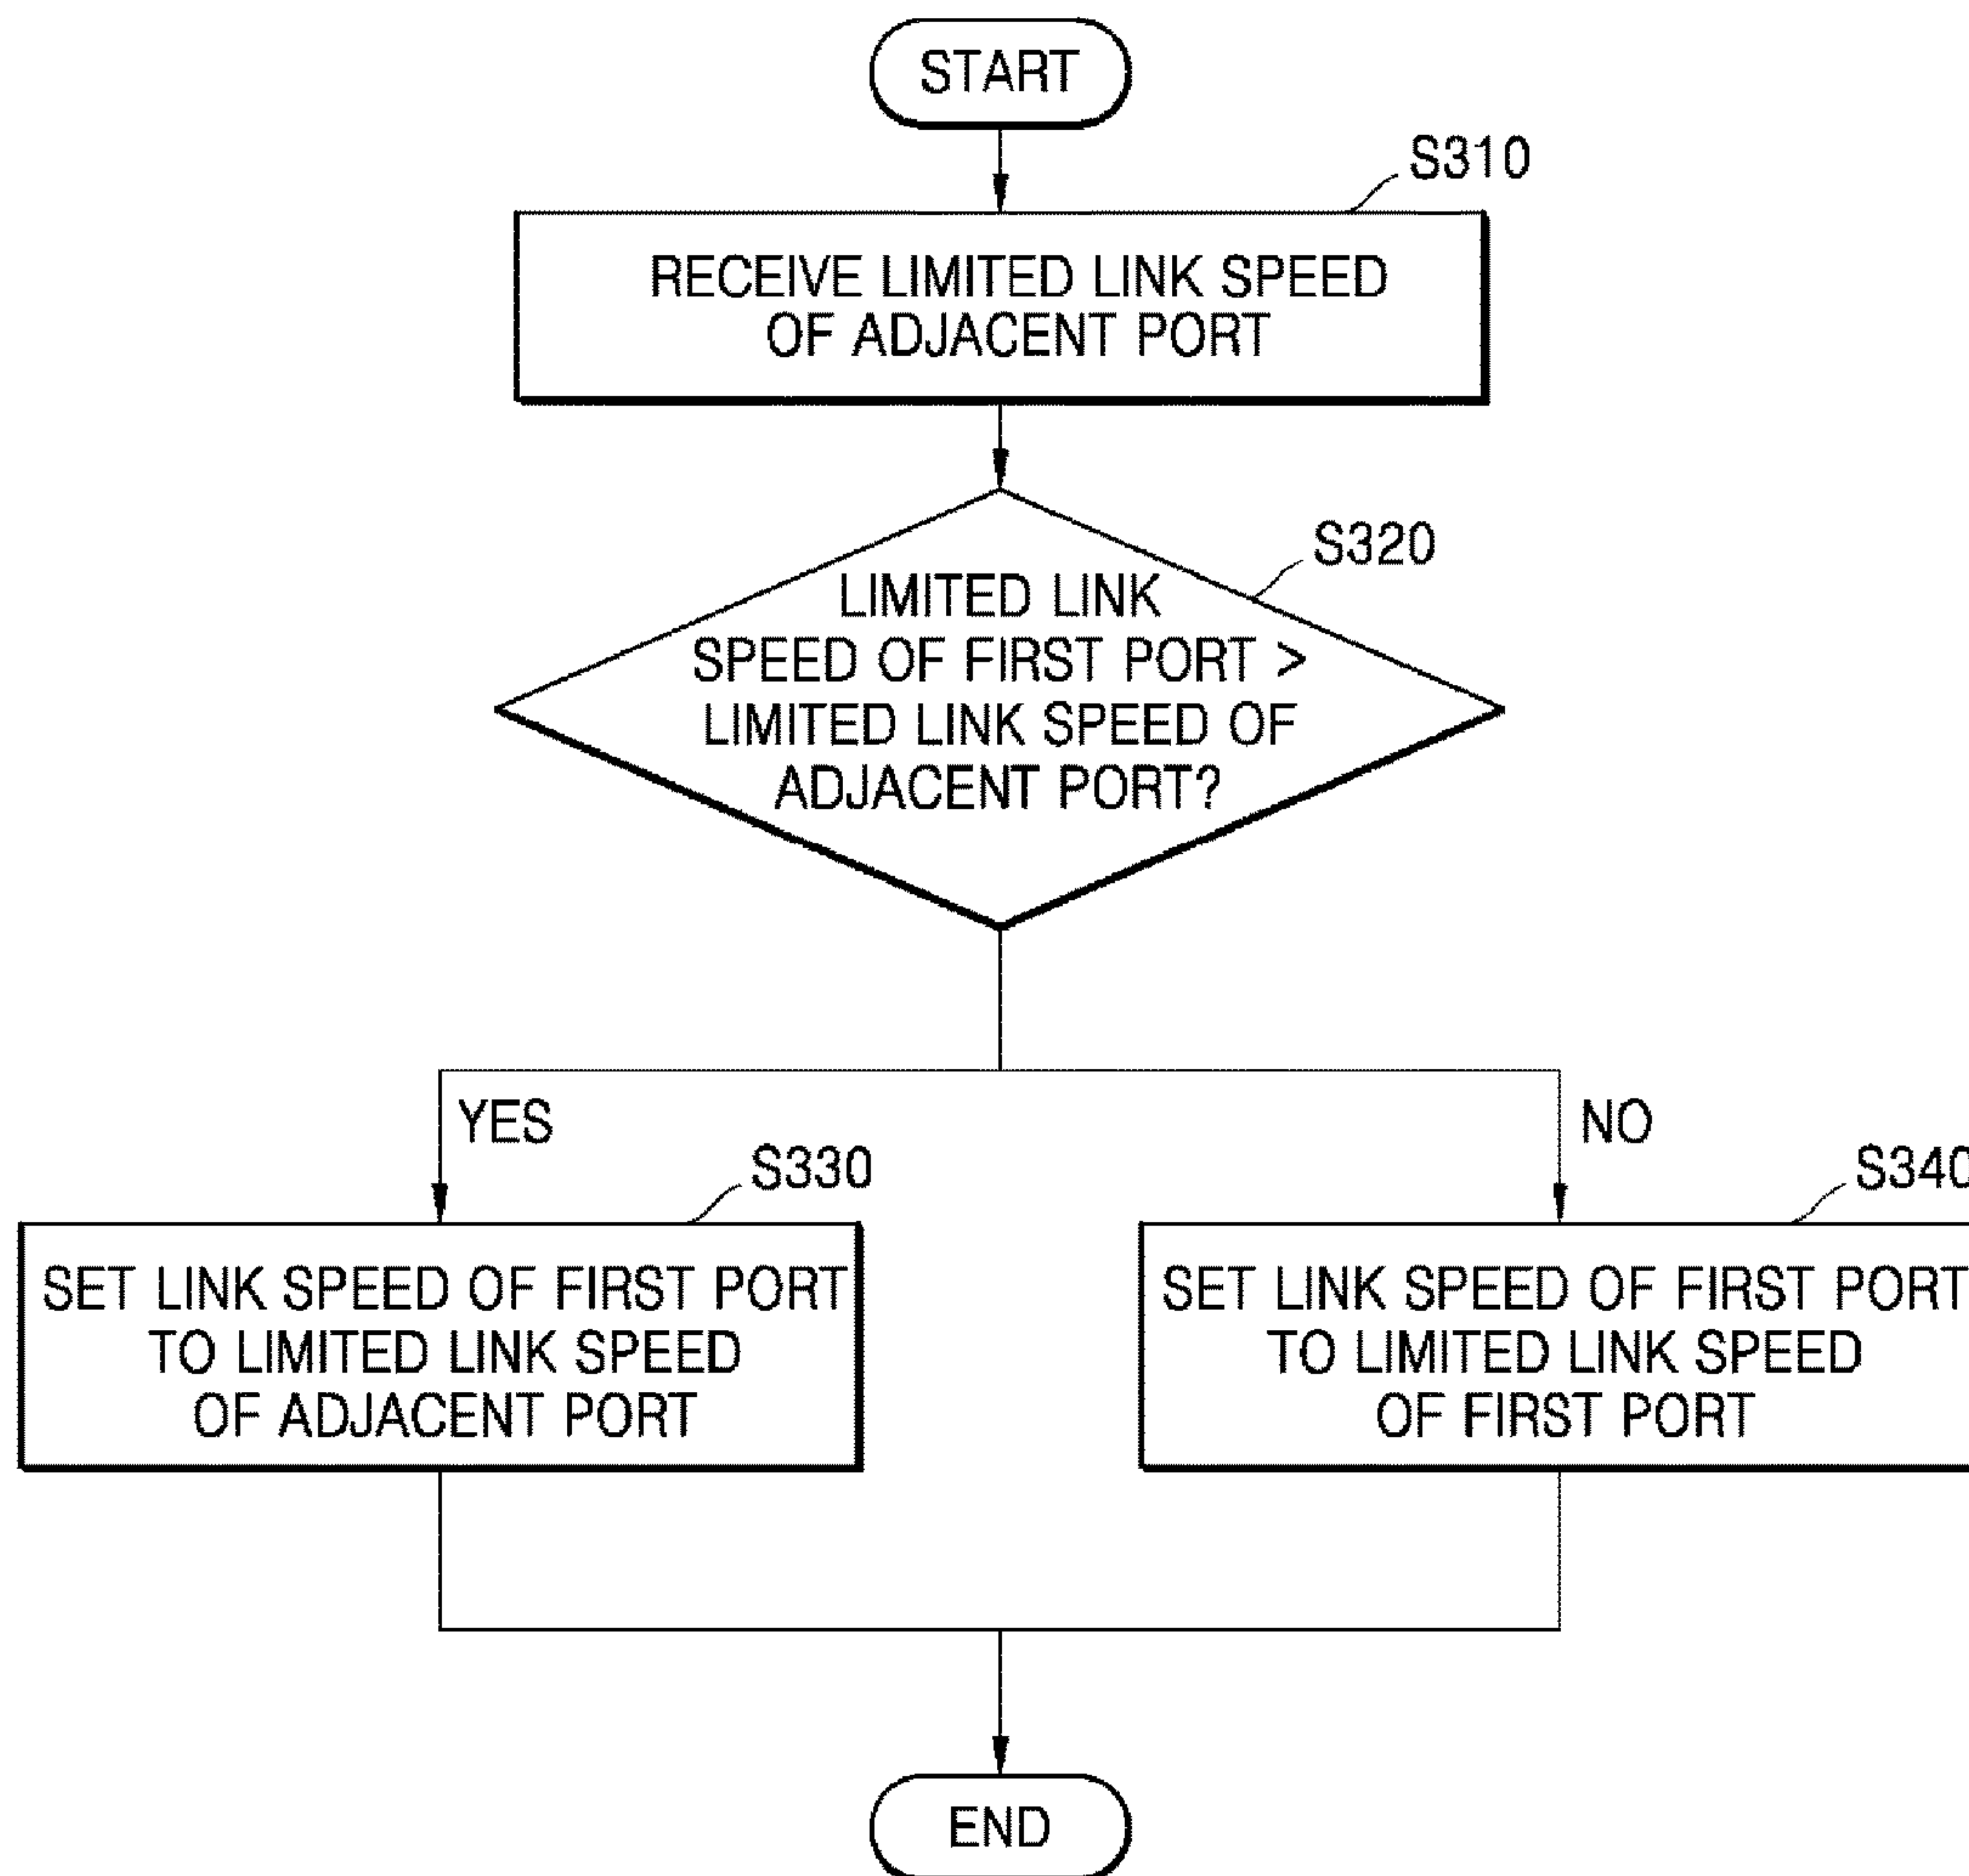 START
S310
RECEIVE LIMITED LINK SPEED
OF ADJACENT PORT
S320
LIMITED LINK
SPEED OF FIRST PORT >
LIMITED LINK SPEED OF
ADJACENT PORT?
YES
NO
S330
S340
SET LINK SPEED OF FIRST PORT
TO LIMITED LINK SPEED
OF ADJACENT PORT
SET LINK SPEED OF FIRST PORT
TO LIMITED LINK SPEED
OF FIRST PORT
END